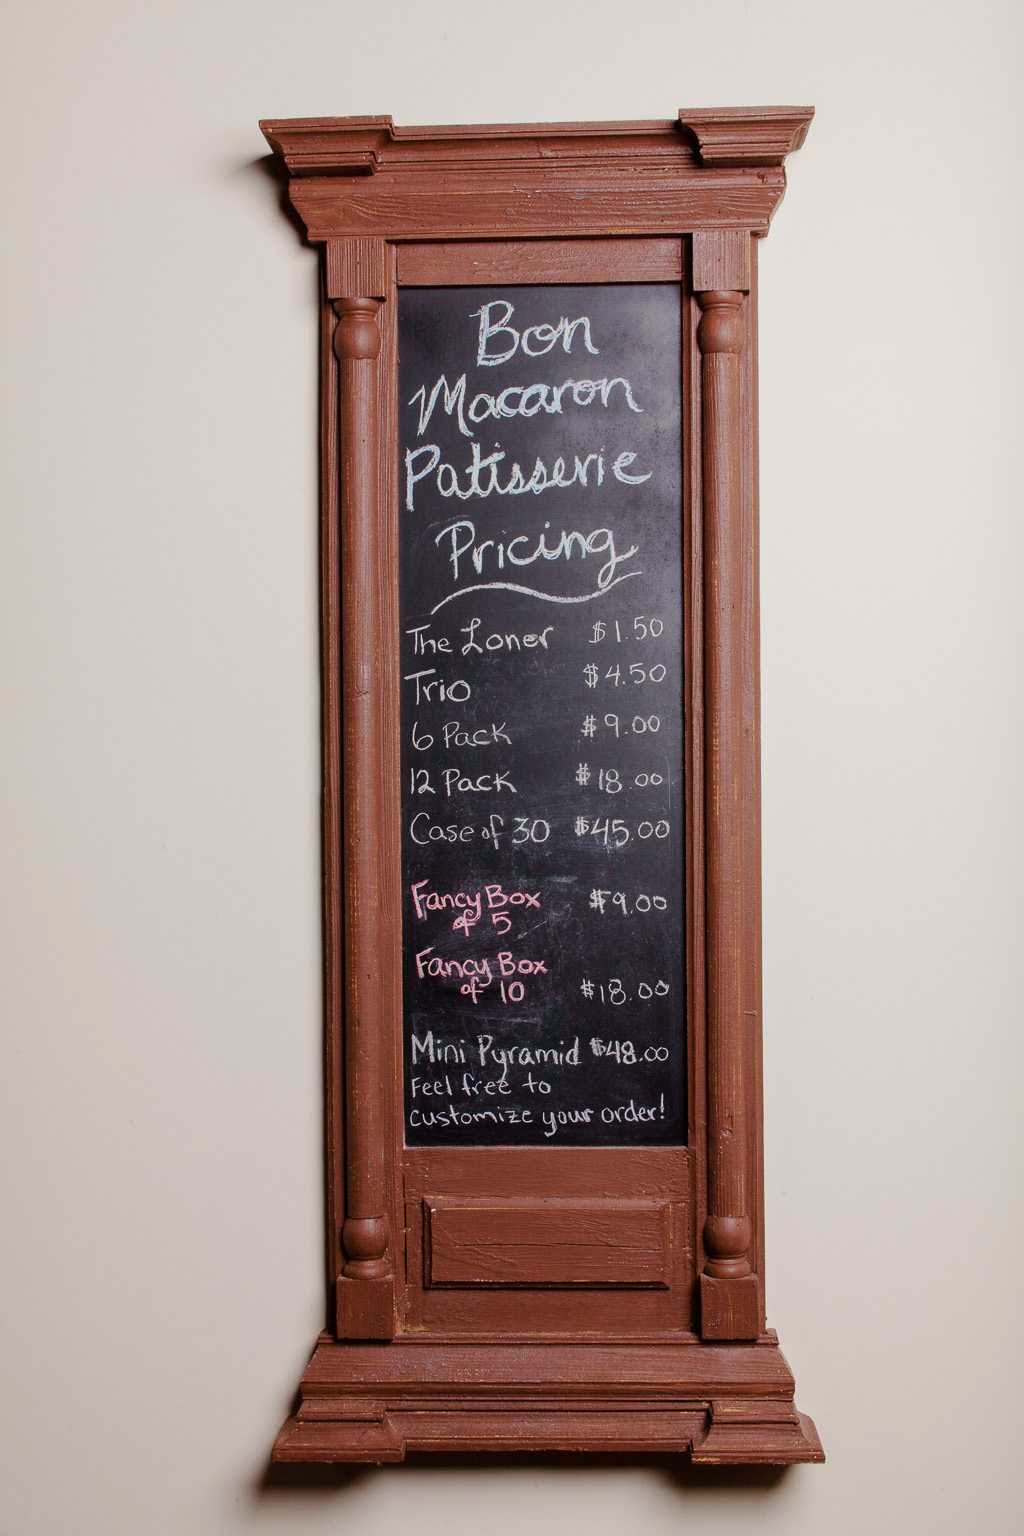 Bon
Macaron
Patisserie
Pricing
The Loner $1.50
Trio $4.50
6 Pack $9.00
12 Pack $18.00
Case of 30 $45.00
Fancy Box $9.00
of 5
Fancy Box
of 10 $18.00
Mini Pyramid $48.00
Feel free to
customize your order!